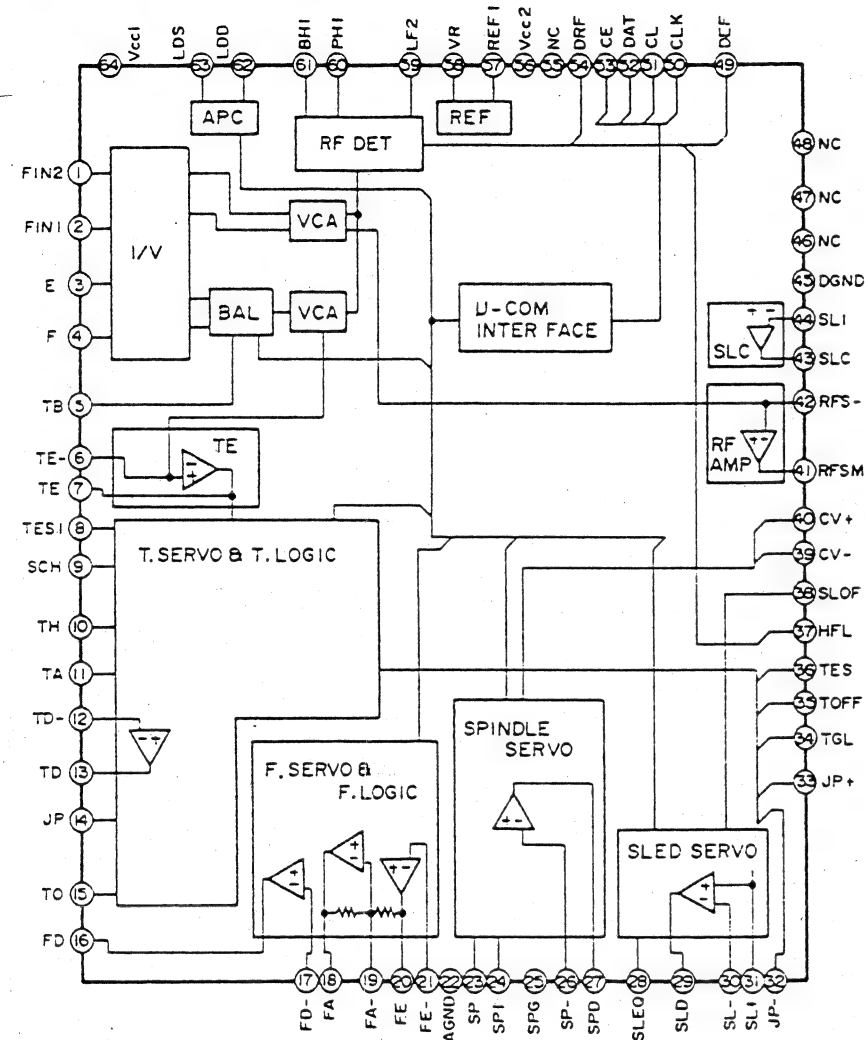 Vcc1
LDS
LDD
BH1
PH1
LF2
VR
REF1
Vcc2
NC
DRF
CE
DAT
CL
CLK
DEF
64
63
62
61
60
59
58
57
56
55
54
53
52
51
50
49
APC
REF
RF DET
FIN2 1
FIN1 2
E 3
F 4
TB 5
TE- 6
TE 7
TES.I 8
SCH 9
TH 10
TA 11
TD- 12
TD 13
JP 14
TO 15
FD 16
I/V
VCA
BAL
VCA
μ-COM
INTER FACE
TE
- +
T. SERVO & T. LOGIC
- +
F. SERVO &
F. LOGIC
+ -
+ -
+ -
SPINDLE
SERVO
+ -
SLED SERVO
+ -
+ -
SLC
RF
AMP
+ -
48 NC
47 NC
46 NC
45 DGND
44 SLI
43 SLC
42 RFS-
41 RFSM
40 CV+
39 CV-
38 SLOF
37 HFL
36 TES
35 TOFF
34 TGL
33 JP+
17
18
19
20
21
22
23
24
25
26
27
28
29
30
31
32
FD-
FA
FA-
FE
FE-
AGND
SP
SPI
SPG
SP-
SPD
SLEQ
SLD
SL-
SLI
JP-